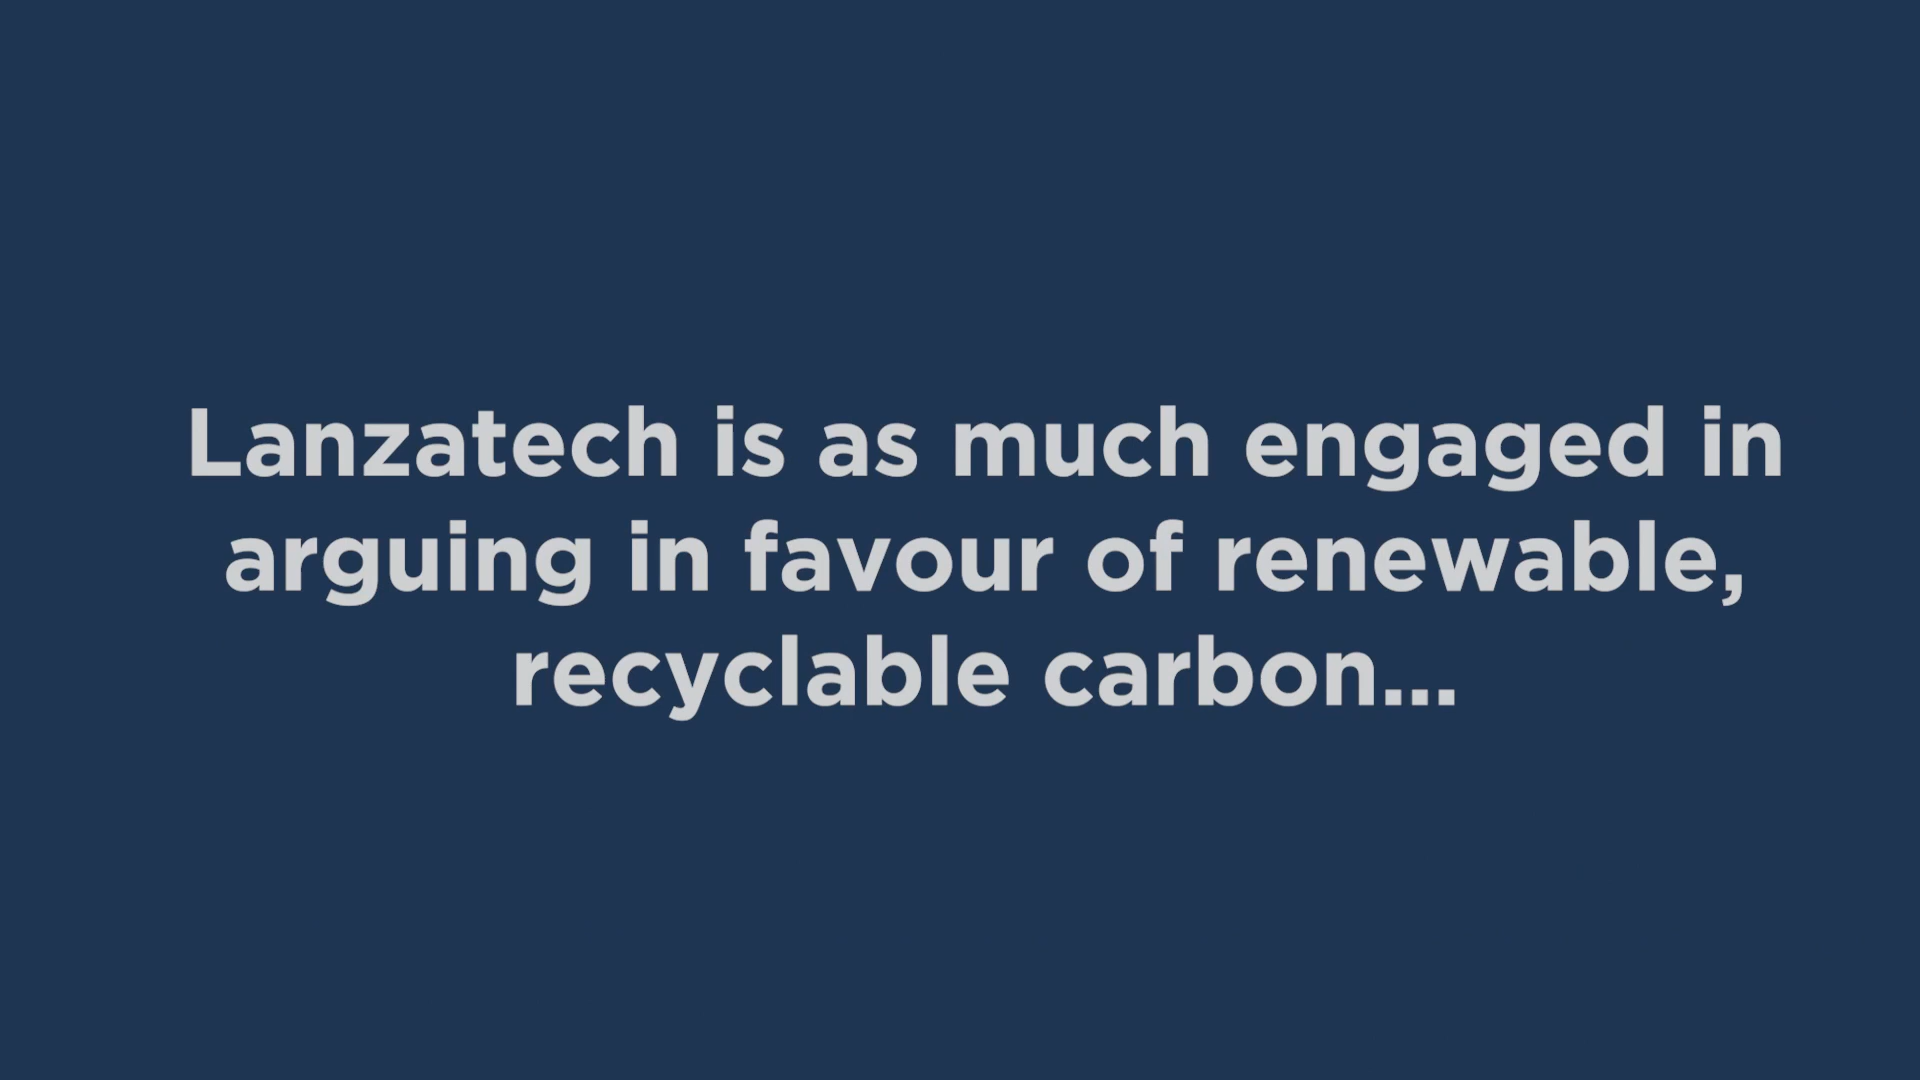 Lanzatech is as much engaged in
arguing in favour of renewable,
recyclable carbon...